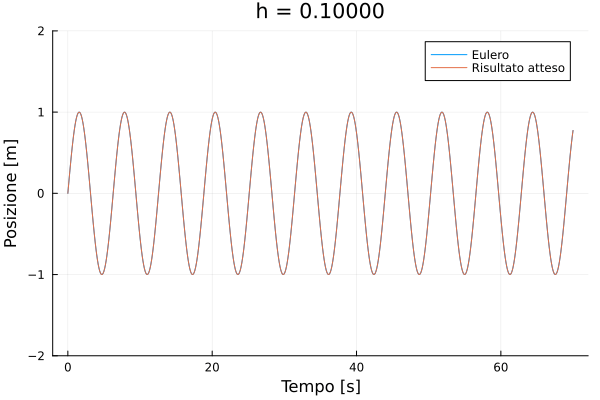 h = 0.10000
Eulero
Risultato atteso
Posizione [m]
2
1
0
−1
−2
0
20
40
60
Tempo [s]